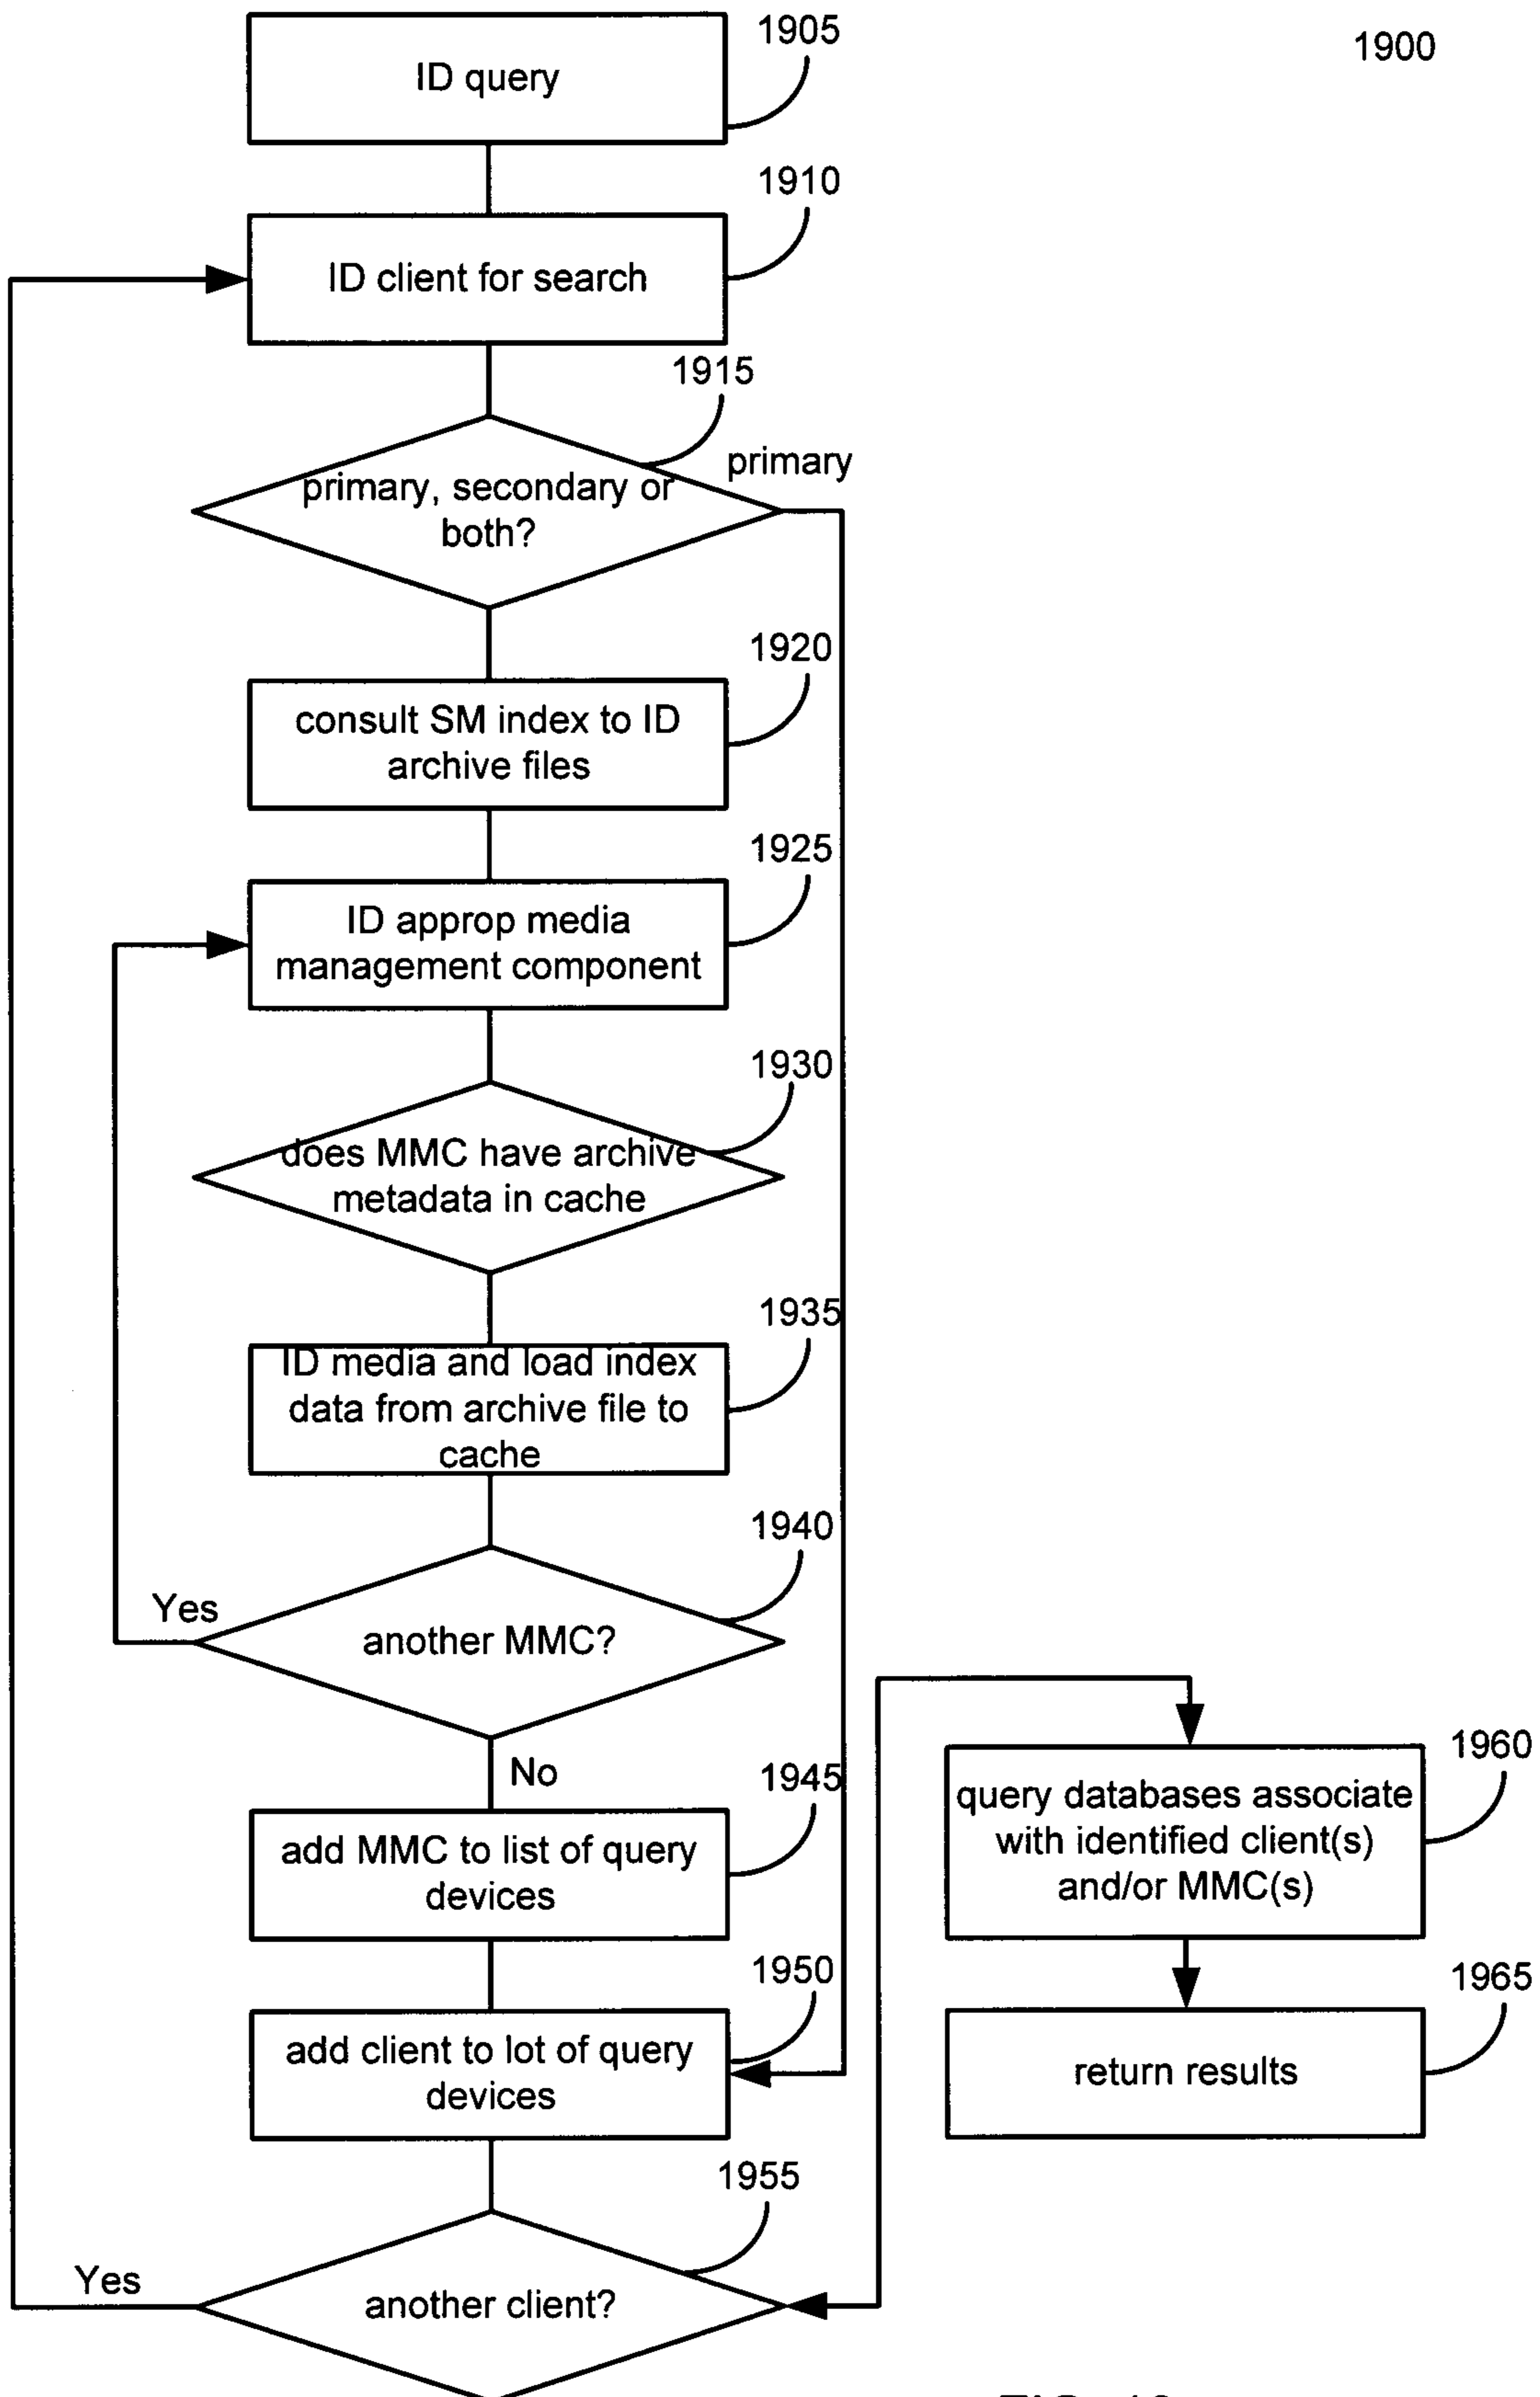 1900
1905
ID query
1910
ID client for search
1915
primary
primary, secondary or
both?
1920
consult SM index to ID
archive files
1925
ID approp media
management component
1930
does MMC have archive
metadata in cache
1935
ID media and load index
data from archive file to
cache
1940
Yes
another MMC?
No
1945
add MMC to list of query
devices
1950
add client to lot of query
devices
1955
Yes
another client?
1960
query databases associate
with identified client(s)
and/or MMC(s)
1965
return results